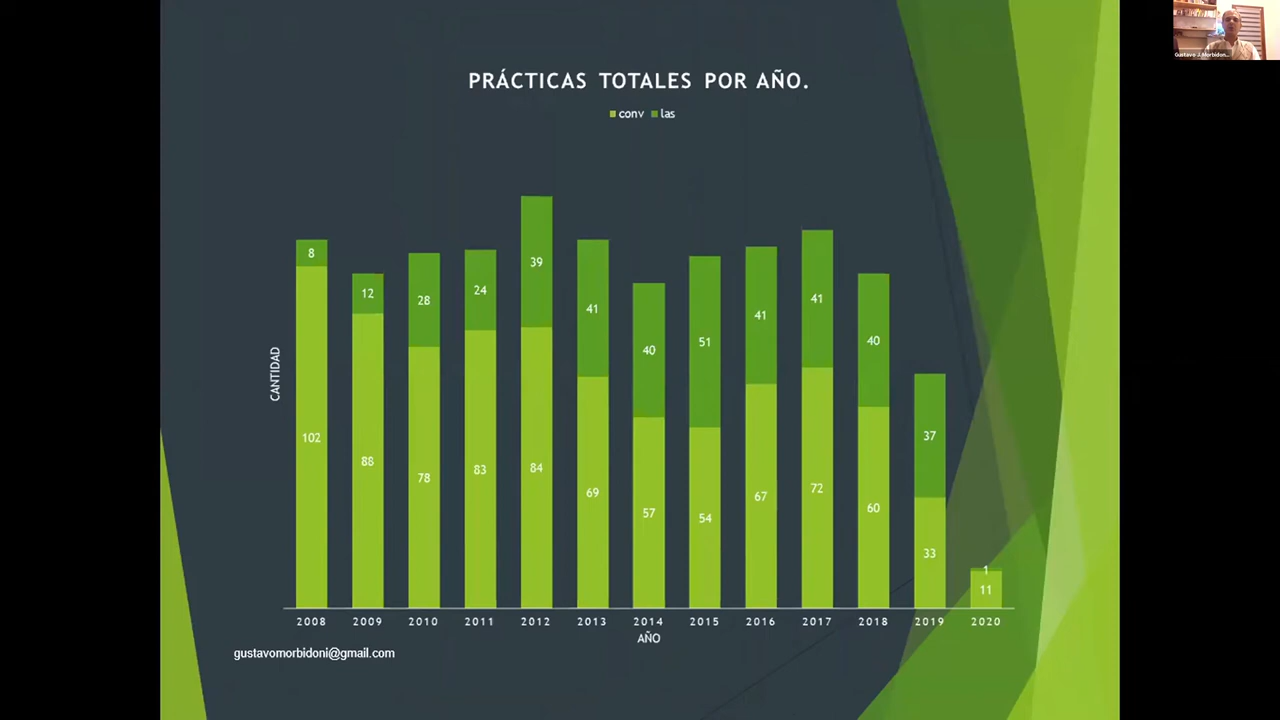 Gustavo J Morbidon...
PRÁCTICAS TOTALES POR AÑO.
conv las
8 12 28 24 39 41 40 51 41 41 40 37 1
102 88 78 83 84 69 57 54 67 72 60 33 11
CANTIDAD
2008 2009 2010 2011 2012 2013 2014 2015 2016 2017 2018 2019 2020
AÑO
gustavomorbidoni@gmail.com